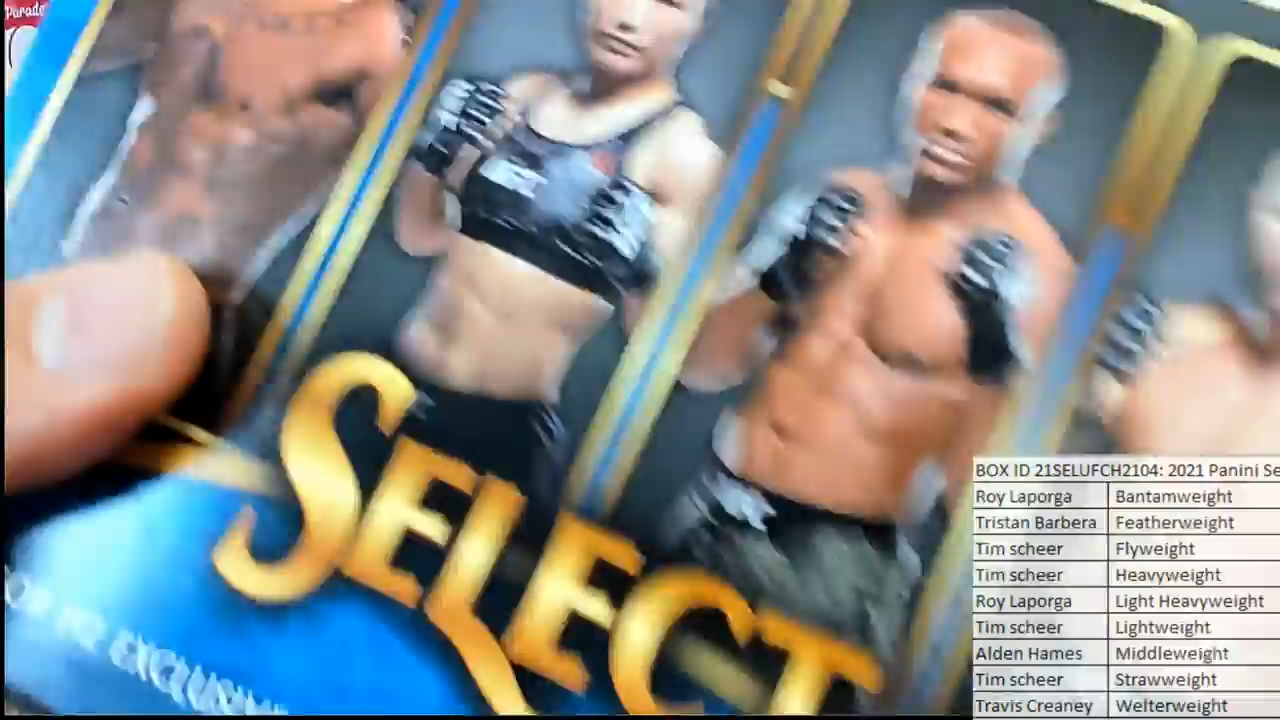 Parade
SELECT
EXCLUSIVE
BOX ID 21SELUFCH2104: 2021 Panini Se
Roy Laporga Bantamweight
Tristan Barbera Featherweight
Tim scheer Flyweight
Tim scheer Heavyweight
Roy Laporga Light Heavyweight
Tim scheer Lightweight
Alden Hames Middleweight
Tim scheer Strawweight
Travis Creaney Welterweight